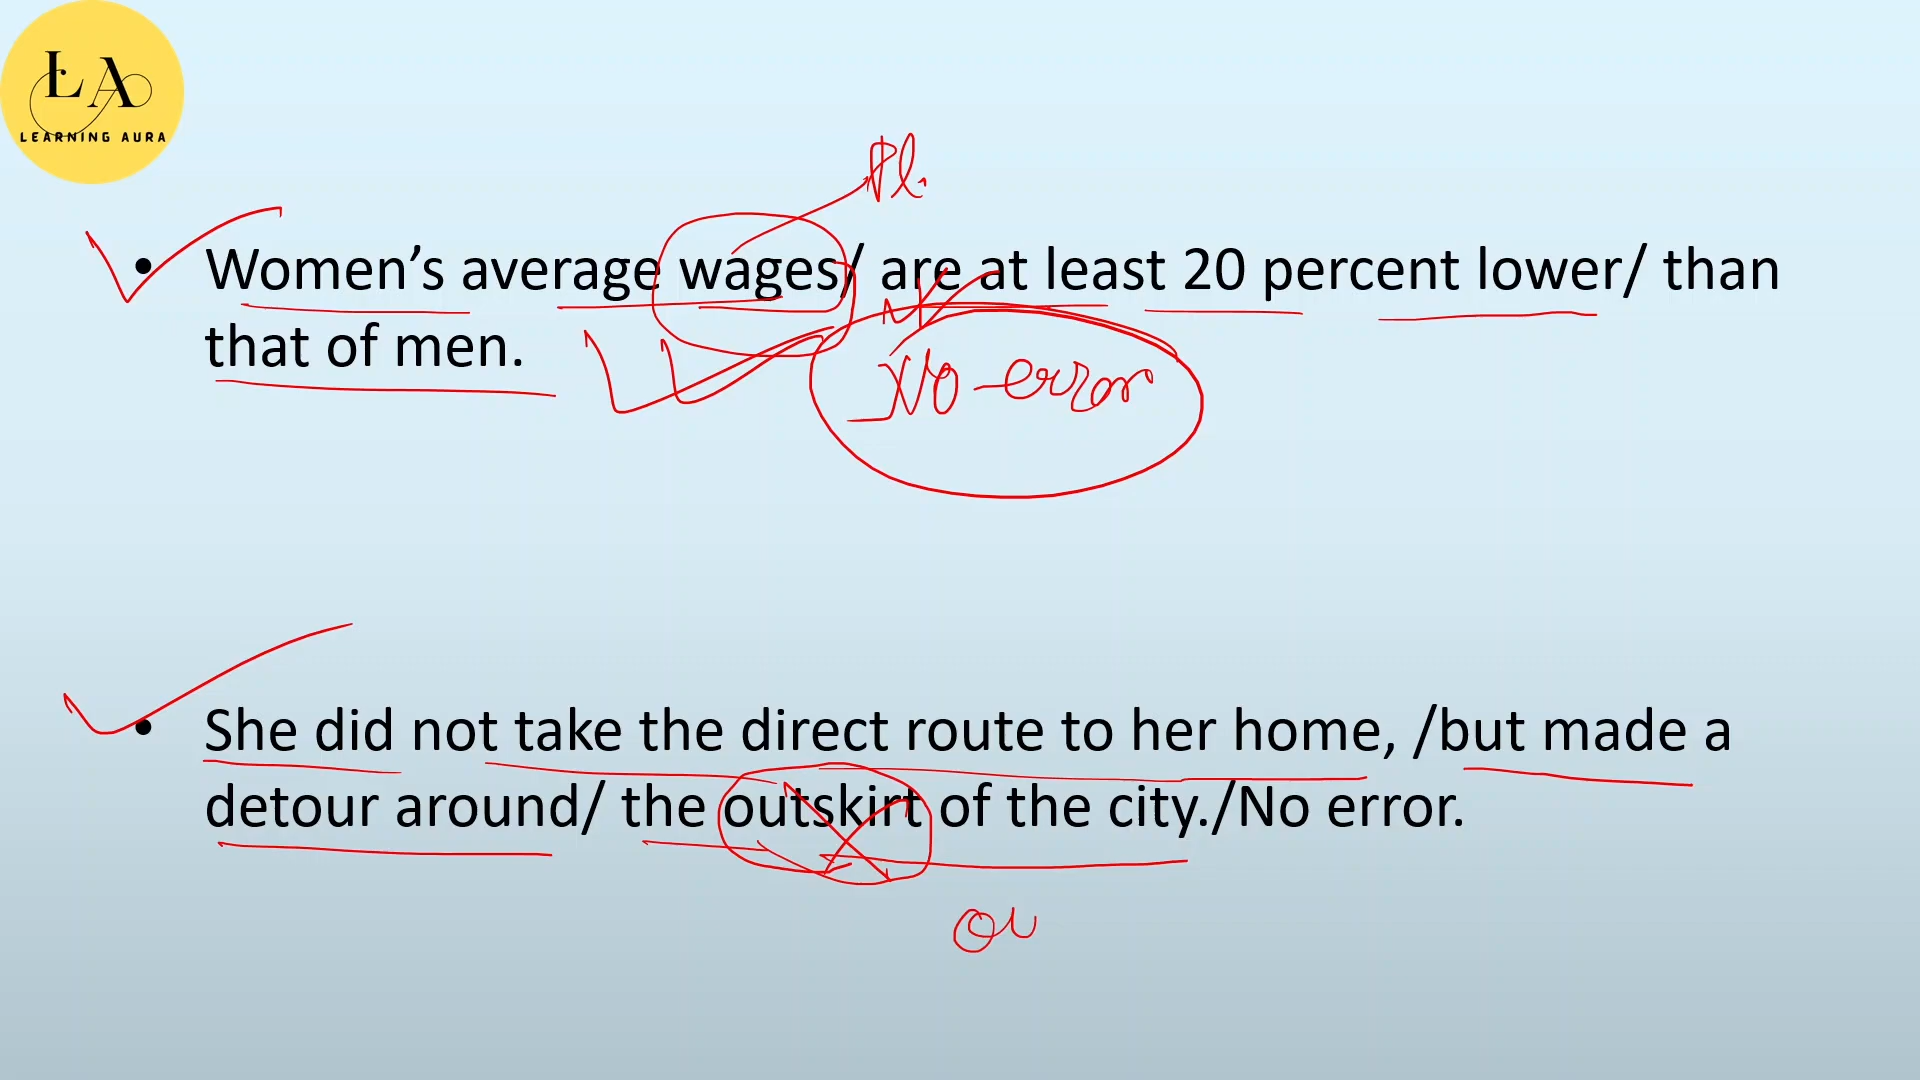 LA
LEARNING AURA
Pl.
• Women’s average wages/ are at least 20 percent lower/ than
that of men.
No error
• She did not take the direct route to her home, /but made a
detour around/ the outskirt of the city./No error.
ou